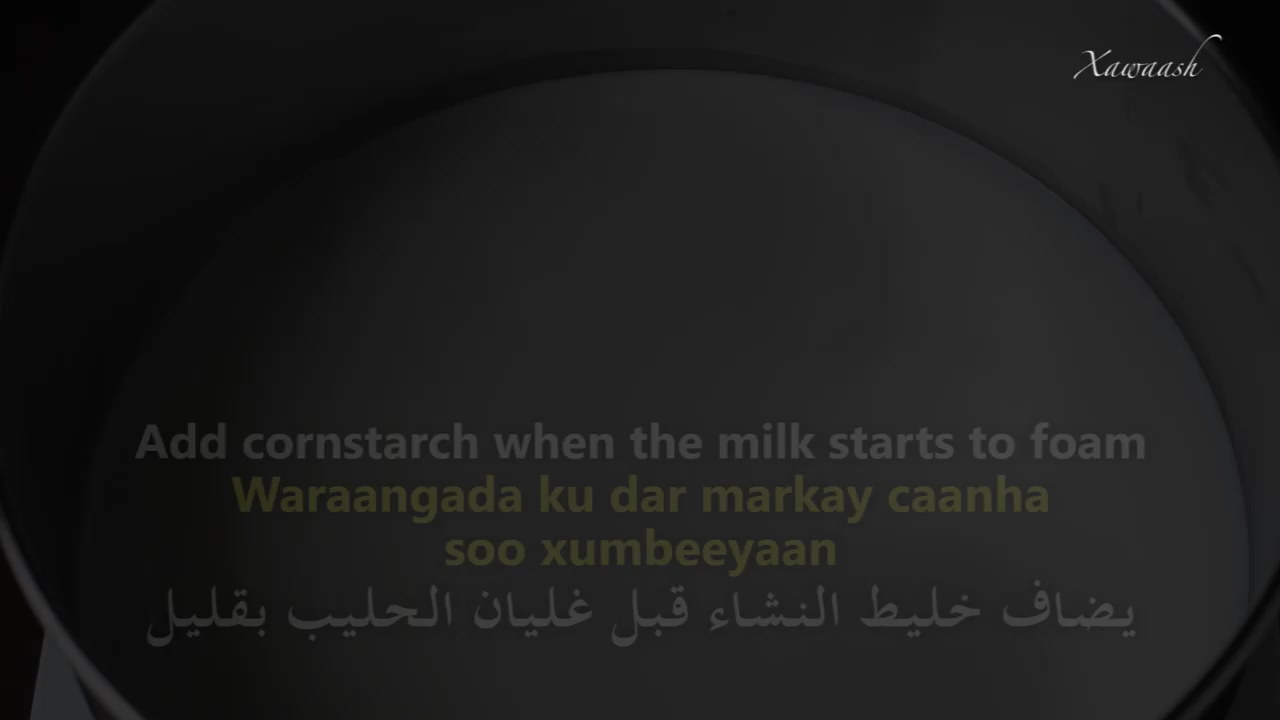 Xawaash
Add cornstarch when the milk starts to foam
Waraangada ku dar markay caanha
soo xumbeeyaan
يضاف خليط النشاء قبل غليان الحليب بقليل